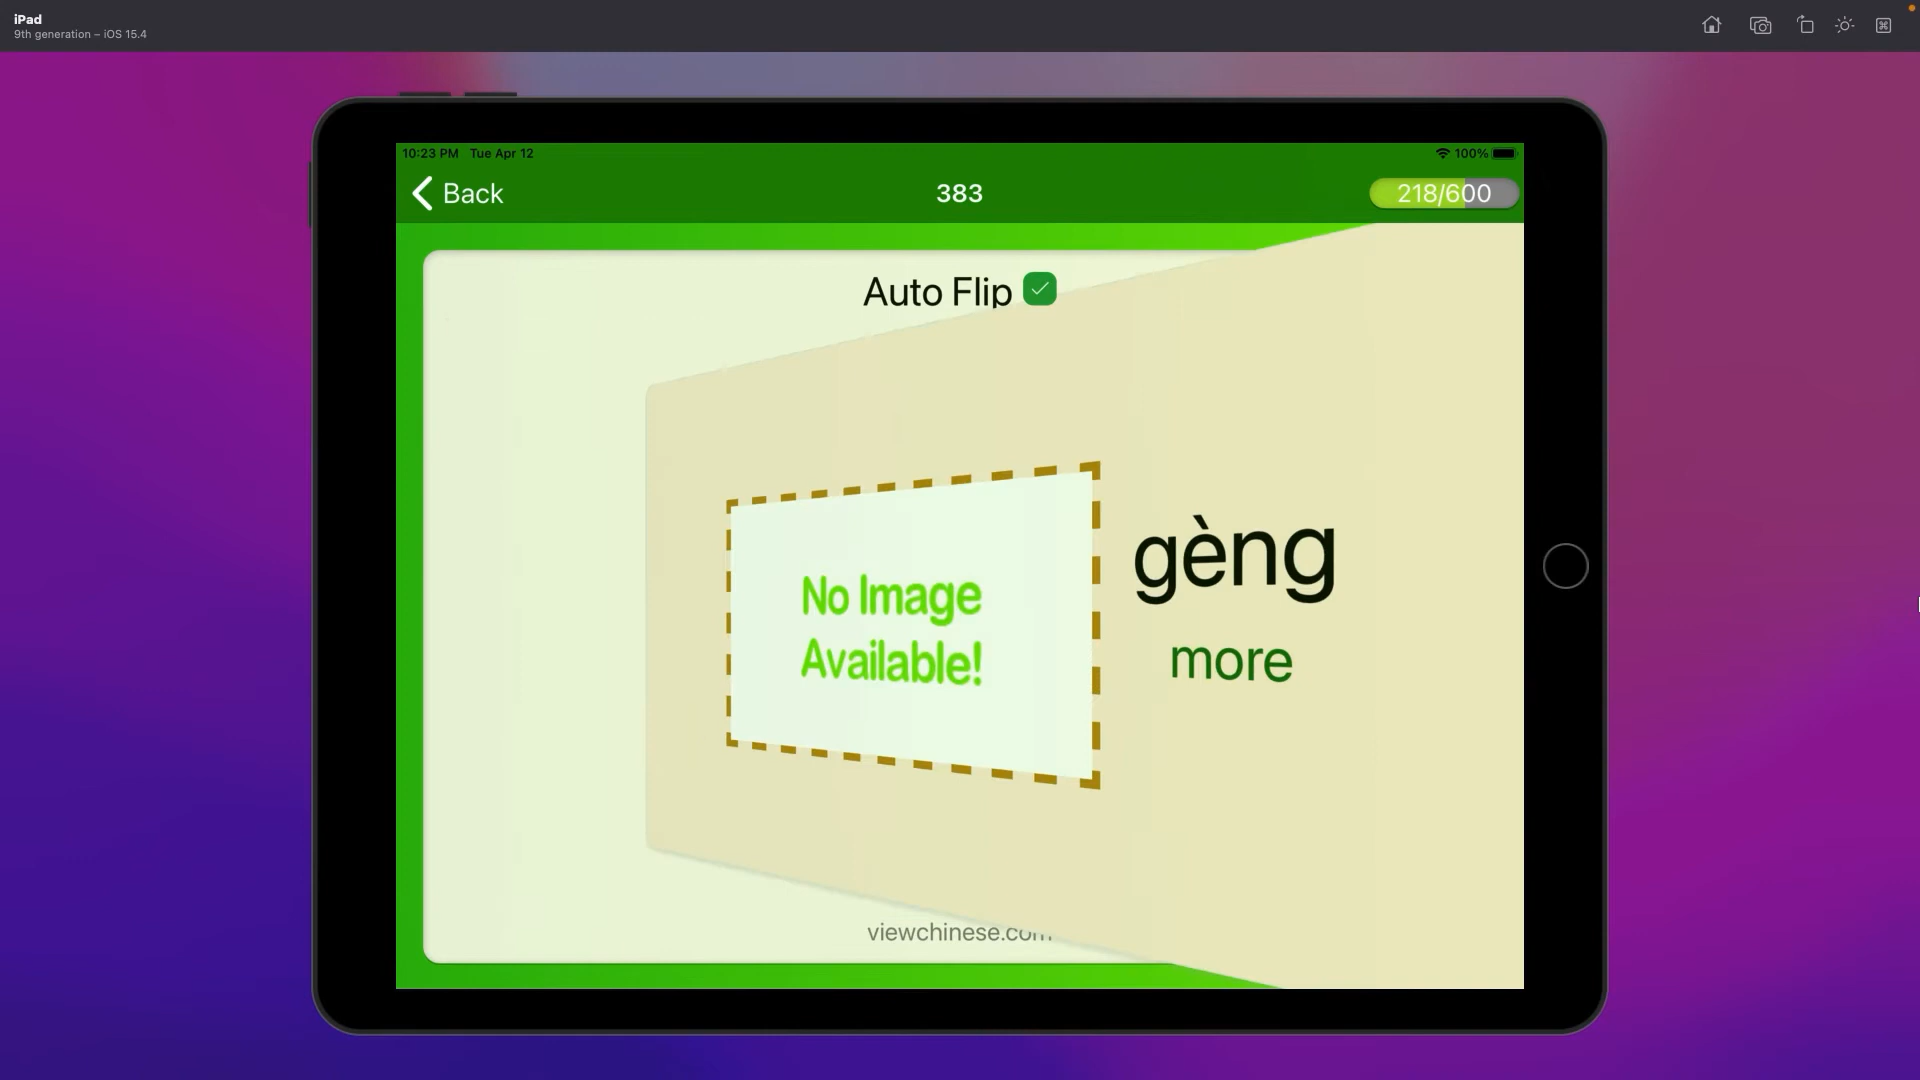 iPad
9th generation – iOS 15.4
10:23 PM Tue Apr 12
100%
Back
383
218/600
Auto Flip
gèng
more
No Image
Available!
viewchinese.com